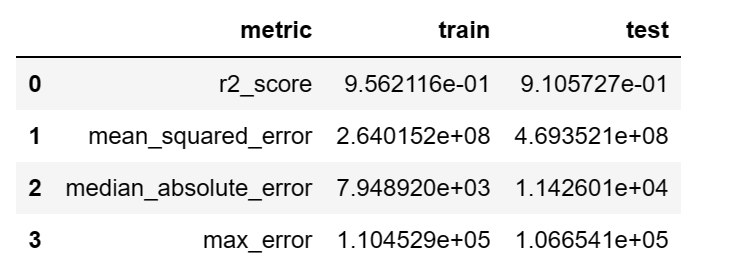 metric train test
0 r2_score 9.562116e-01 9.105727e-01
1 mean_squared_error 2.640152e+08 4.693521e+08
2 median_absolute_error 7.948920e+03 1.142601e+04
3 max_error 1.104529e+05 1.066541e+05